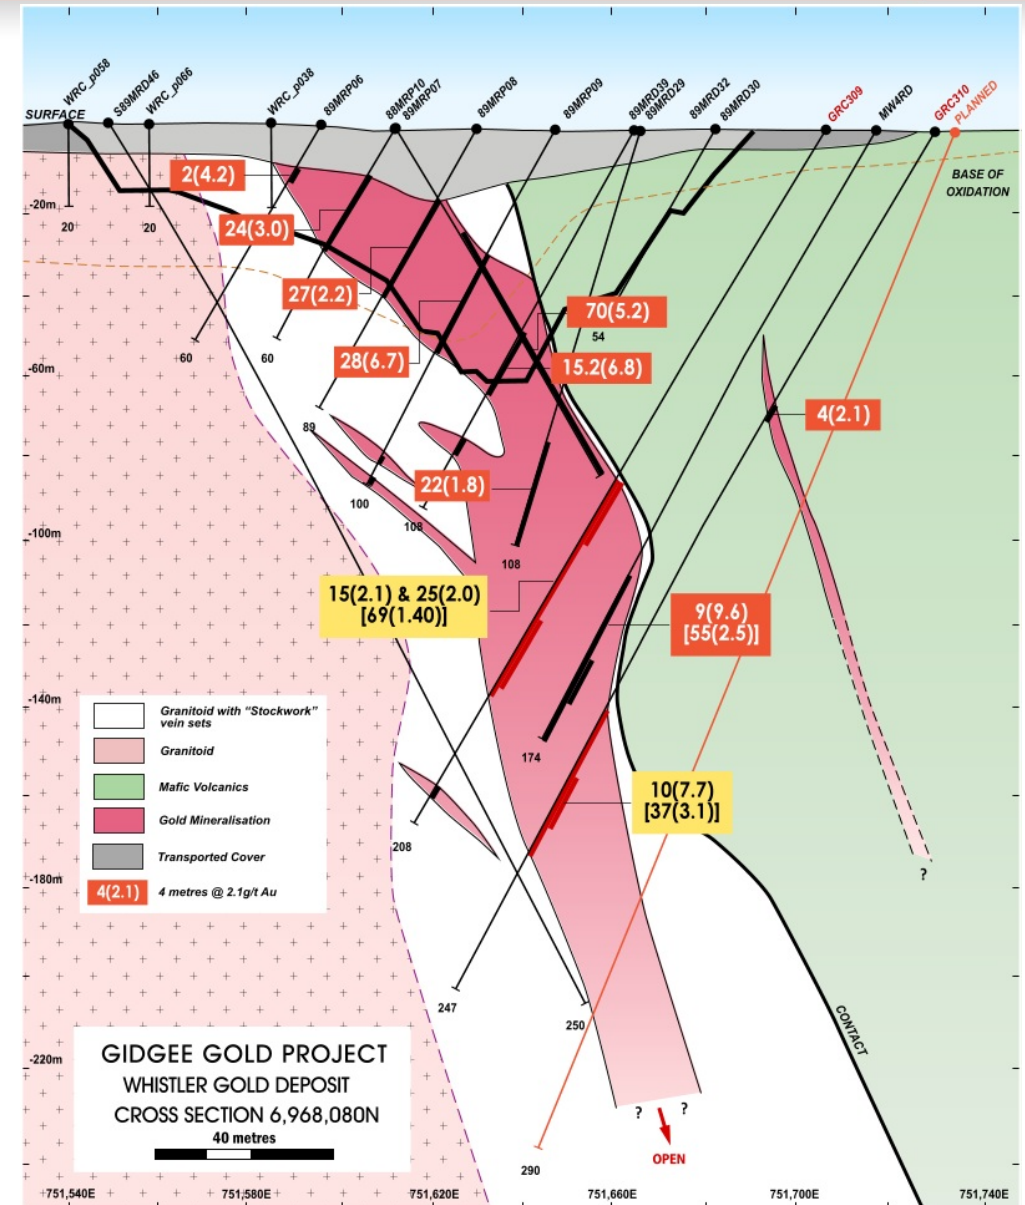 WRC_p058
S89MRD46
WRC_p066
WRC_p038
89MRP06
88MRP10
89MRP07
89MRP08
89MRP09
89MRD39
89MRD29
89MRD32
89MRD30
GRC309
MW4RD
GRC310
PLANNED
SURFACE
BASE OF
OXIDATION
2(4.2)
-20m
20
20
24(3.0)
27(2.2)
70(5.2)
54
60
60
28(6.7)
15.2(6.8)
-60m
4(2.1)
89
22(1.8)
100
108
-100m
108
15(2.1) & 25(2.0)
[69(1.40)]
9(9.6)
[55(2.5)]
-140m
Granitoid with “Stockwork”
vein sets
Granitoid
Mafic Volcanics
Gold Mineralisation
Transported Cover
4(2.1)
4 metres @ 2.1g/t Au
174
10(7.7)
[37(3.1)]
208
-180m
?
247
250
CONTACT
-220m
GIDGEE GOLD PROJECT
WHISTLER GOLD DEPOSIT
CROSS SECTION 6,968,080N
40 metres
? ?
OPEN
290
751,540E
751,580E
751,620E
751,660E
751,700E
751,740E